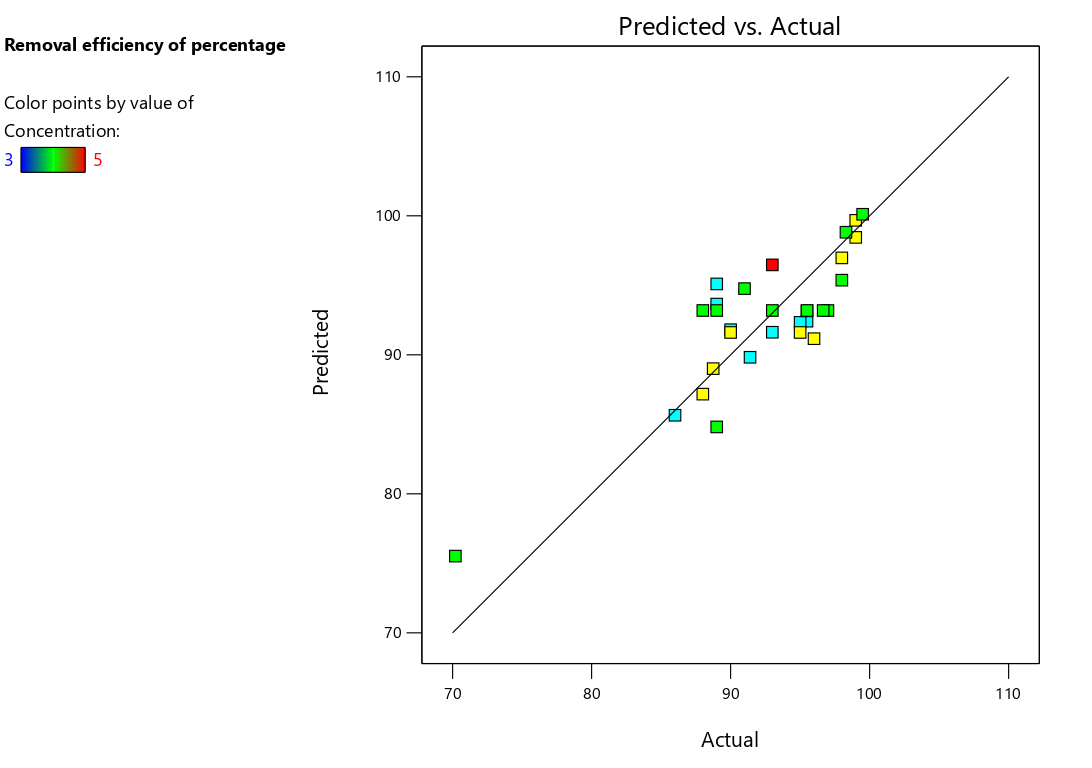 Removal efficiency of percentage
Color points by value of
Concentration:
3 5
Predicted vs. Actual
110
100
90
80
70
Predicted
70 80 90 100 110
Actual